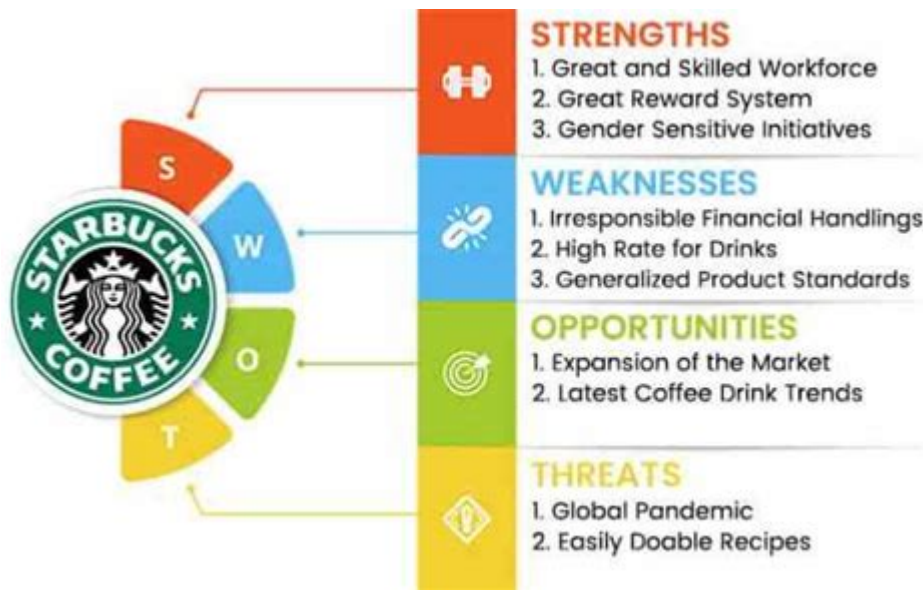 STRENGTHS
1. Great and Skilled Workforce
2. Great Reward System
3. Gender Sensitive Initiatives
S
WEAKNESSES
1. Irresponsible Financial Handlings
2. High Rate for Drinks
3. Generalized Product Standards
W
STARBUCKS
COFFEE
OPPORTUNITIES
1. Expansion of the Market
2. Latest Coffee Drink Trends
O
THREATS
1. Global Pandemic
2. Easily Doable Recipes
T